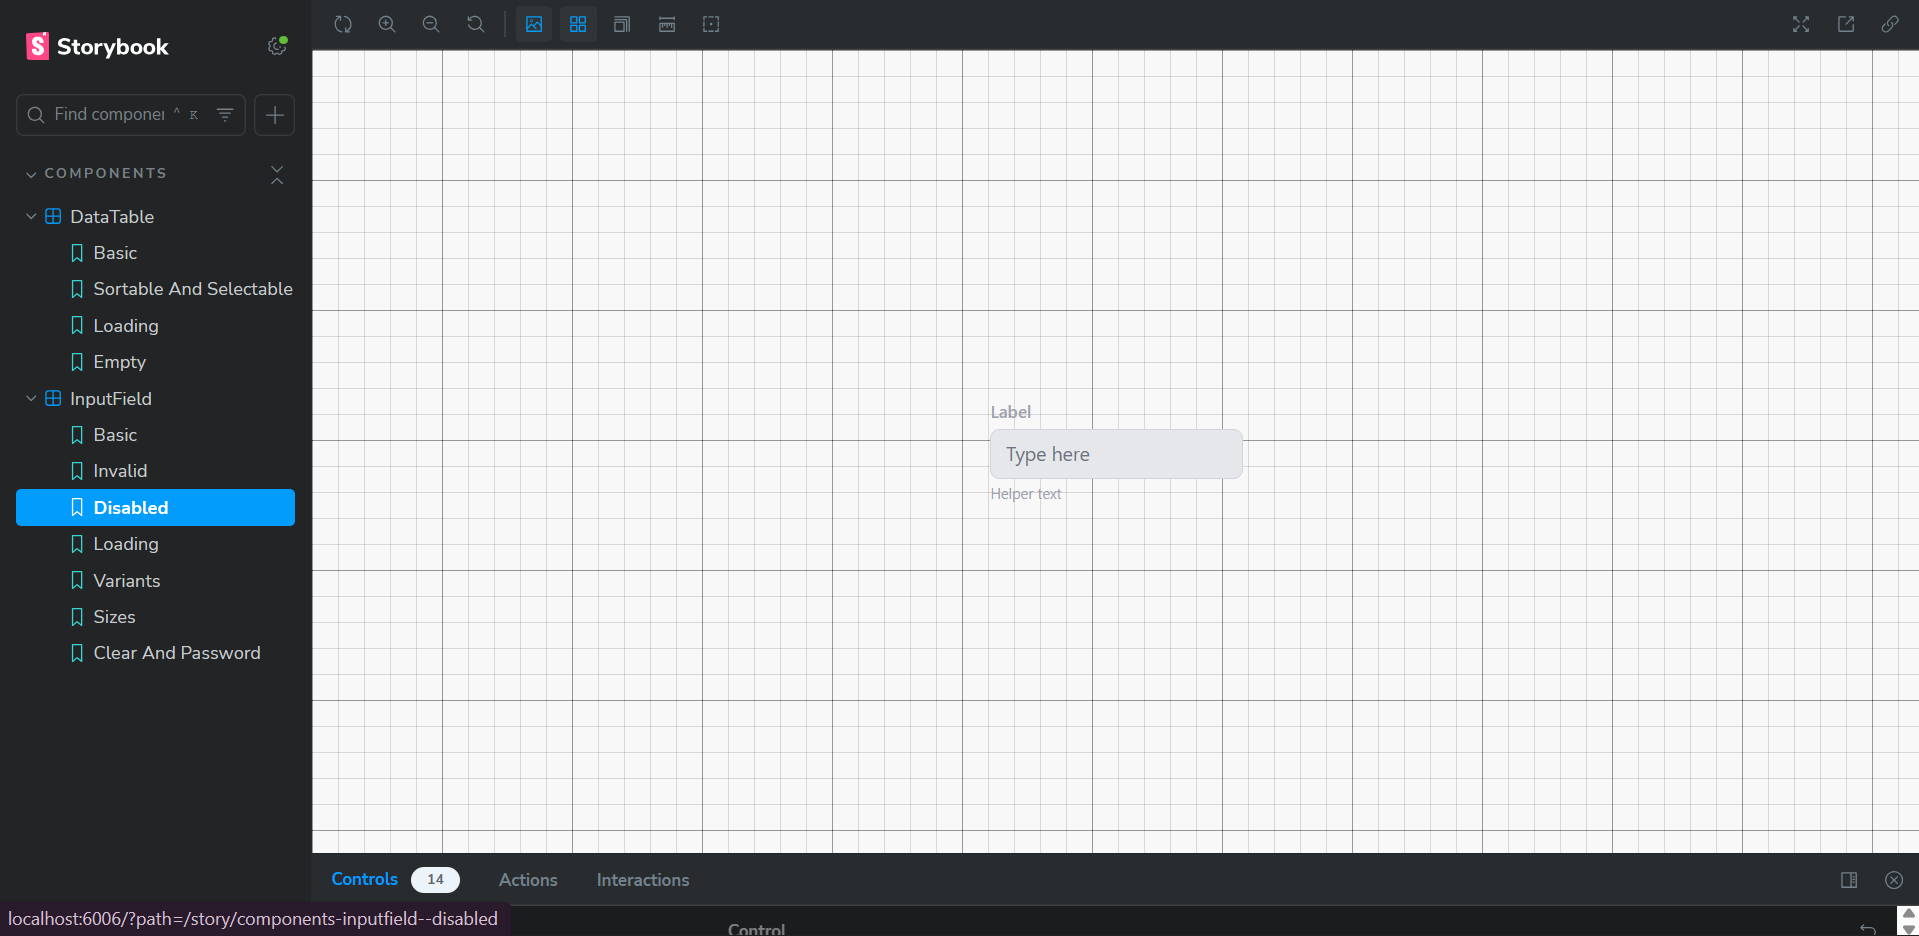 Storybook
Find componer ^ K
COMPONENTS
DataTable
Basic
Sortable And Selectable
Loading
Empty
InputField
Basic
Invalid
Disabled
Loading
Variants
Sizes
Clear And Password
Label
Type here
Helper text
Controls 14 Actions Interactions
Control
localhost:6006/?path=/story/components-inputfield--disabled